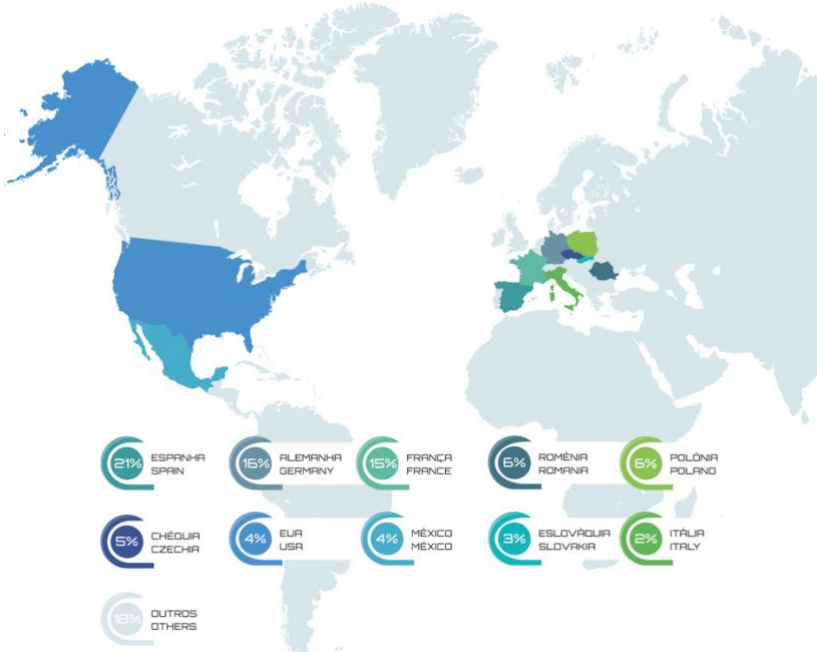 21% ESPANHA
SPAIN
16% ALEMANHA
GERMANY
15% FRANÇA
FRANCE
6% ROMÉNIA
ROMANIA
6% POLÓNIA
POLAND
5% CHÉQUIA
CZECHIA
4% EUA
USA
4% MÉXICO
MÉXICO
3% ESLOVÁQUIA
SLOVAKIA
2% ITÁLIA
ITALY
18% OUTROS
OTHERS